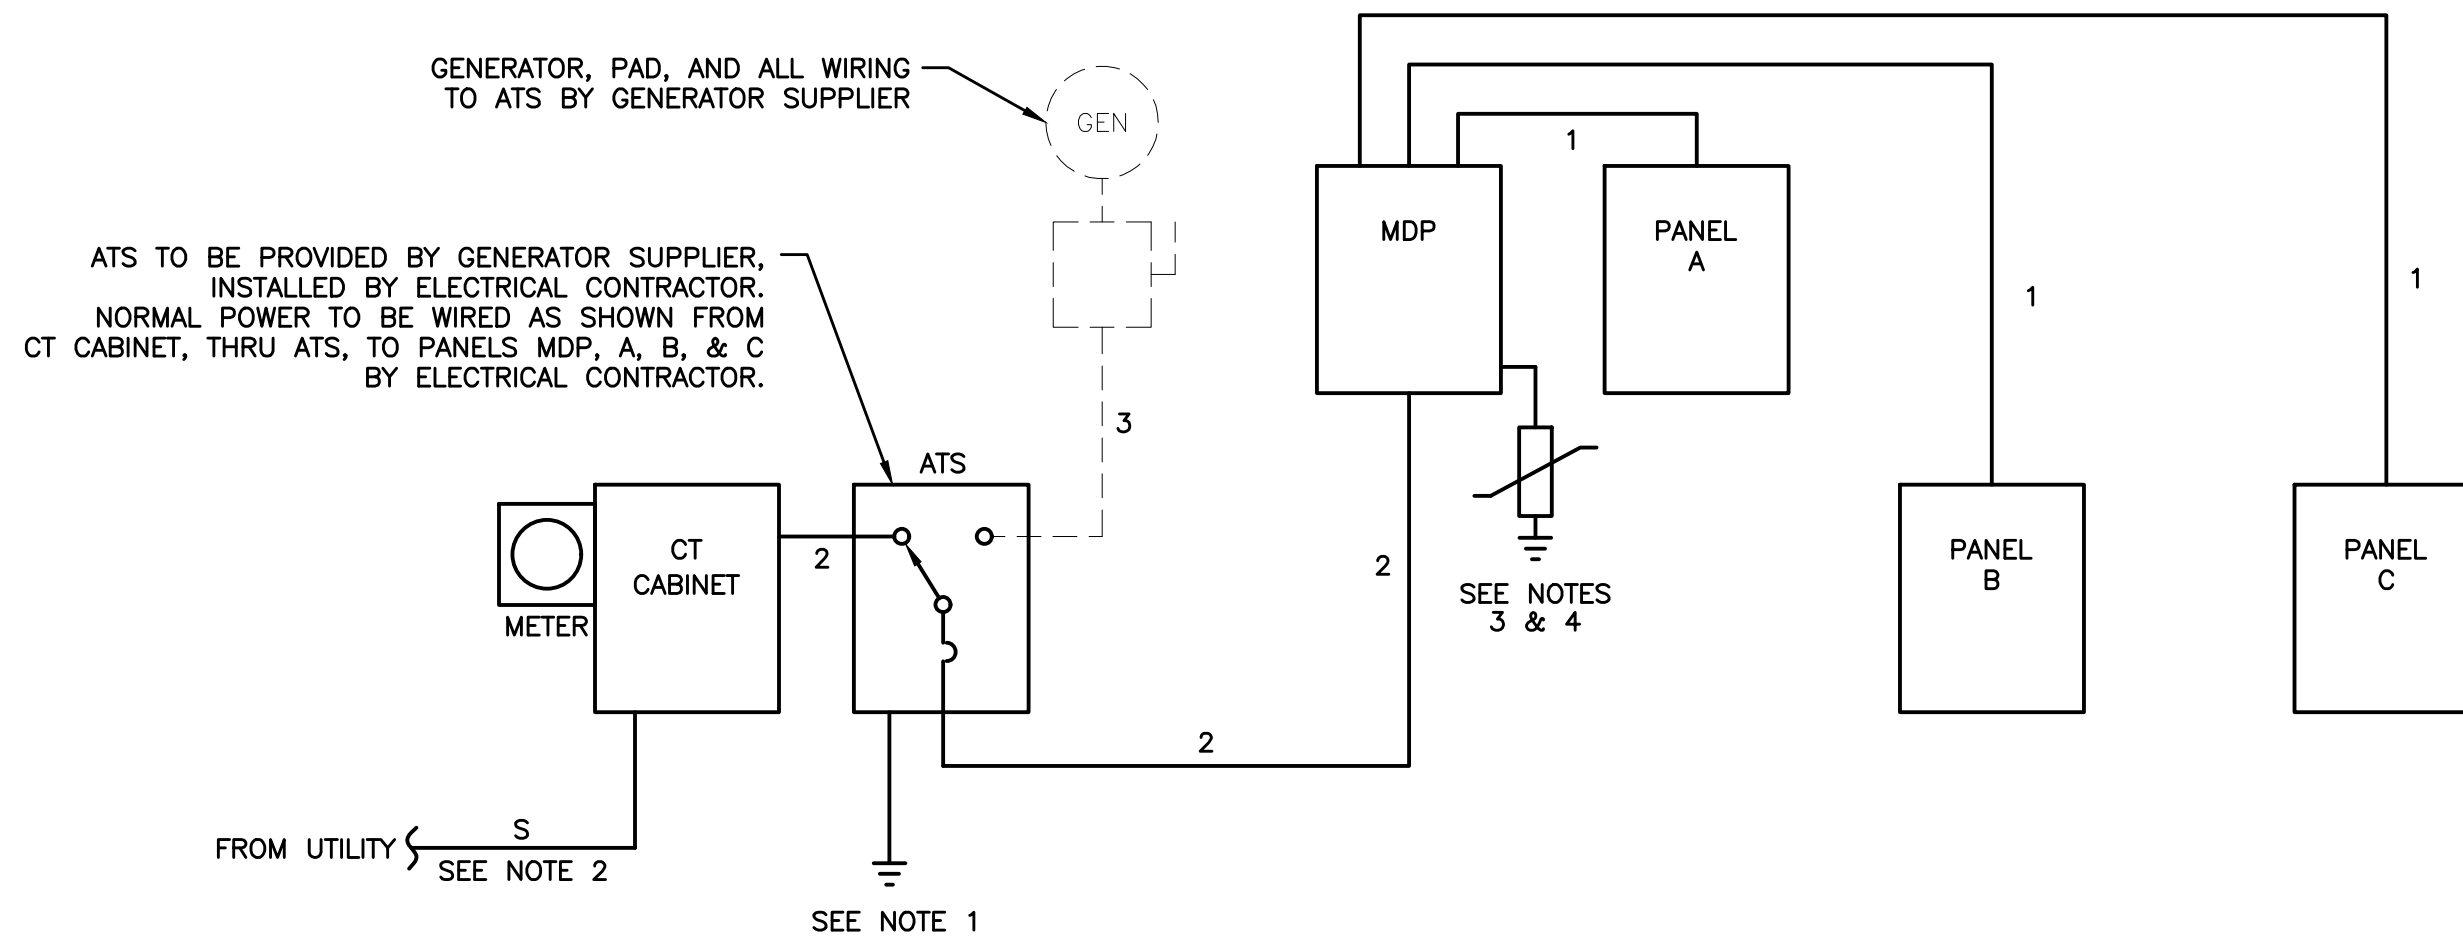 GENERATOR, PAD, AND ALL WIRING
TO ATS BY GENERATOR SUPPLIER
GEN
1
MDP
PANEL
A
ATS TO BE PROVIDED BY GENERATOR SUPPLIER,
INSTALLED BY ELECTRICAL CONTRACTOR.
NORMAL POWER TO BE WIRED AS SHOWN FROM
CT CABINET, THRU ATS, TO PANELS MDP, A, B, & C
BY ELECTRICAL CONTRACTOR.
1
1
3
ATS
CT
CABINET
METER
2
2
SEE NOTES
3 & 4
PANEL
B
PANEL
C
2
S
FROM UTILITY
SEE NOTE 2
SEE NOTE 1